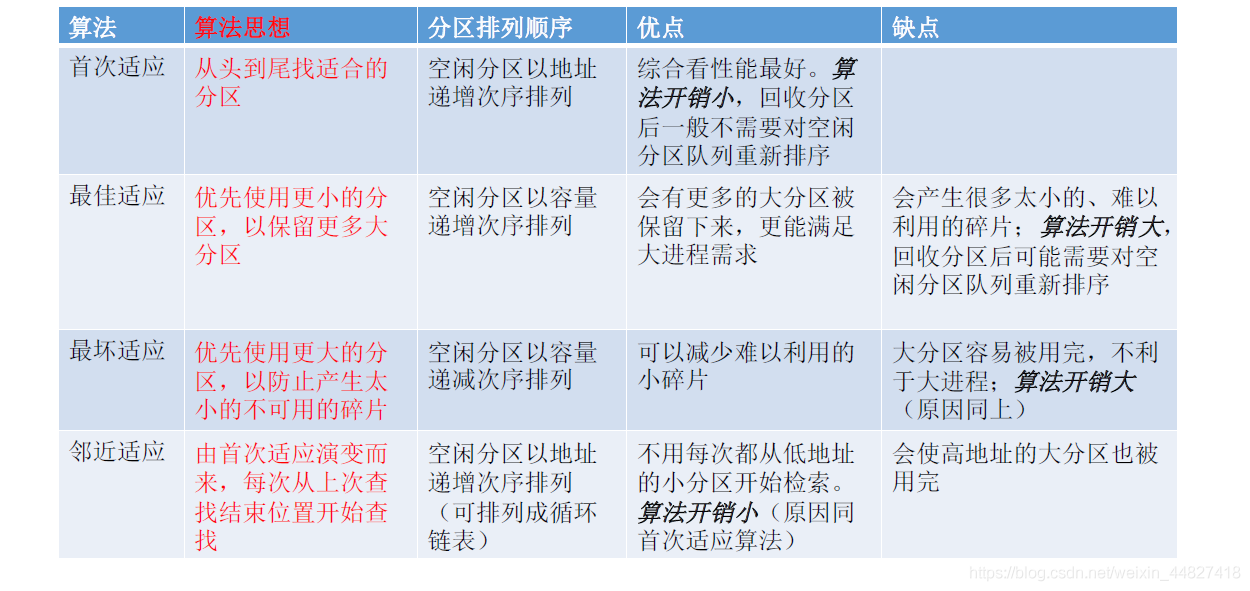 算法
算法思想
分区排列顺序
优点
缺点
首次适应
从头到尾找适合的
分区
空闲分区以地址
递增次序排列
综合看性能最好。算
法开销小，回收分区
后一般不需要对空闲
分区队列重新排序
最佳适应
优先使用更小的分
区，以保留更多大
分区
空闲分区以容量
递增次序排列
会有更多的大分区被
保留下来，更能满足
大进程需求
会产生很多太小的、难以
利用的碎片；算法开销大，
回收分区后可能需要对空
闲分区队列重新排序
最坏适应
优先使用更大的分
区，以防止产生太
小的不可用的碎片
空闲分区以容量
递减次序排列
可以减少难以利用的
小碎片
大分区容易被用完，不利
于大进程；算法开销大
（原因同上）
邻近适应
由首次适应演变而
来，每次从上次查
找结束位置开始查
找
空闲分区以地址
递增次序排列
（可排列成循环
链表）
不用每次都从低地址
的小分区开始检索。
算法开销小（原因同
首次适应算法）
会使高地址的大分区也被
用完
https://blog.csdn.net/weixin_44827418